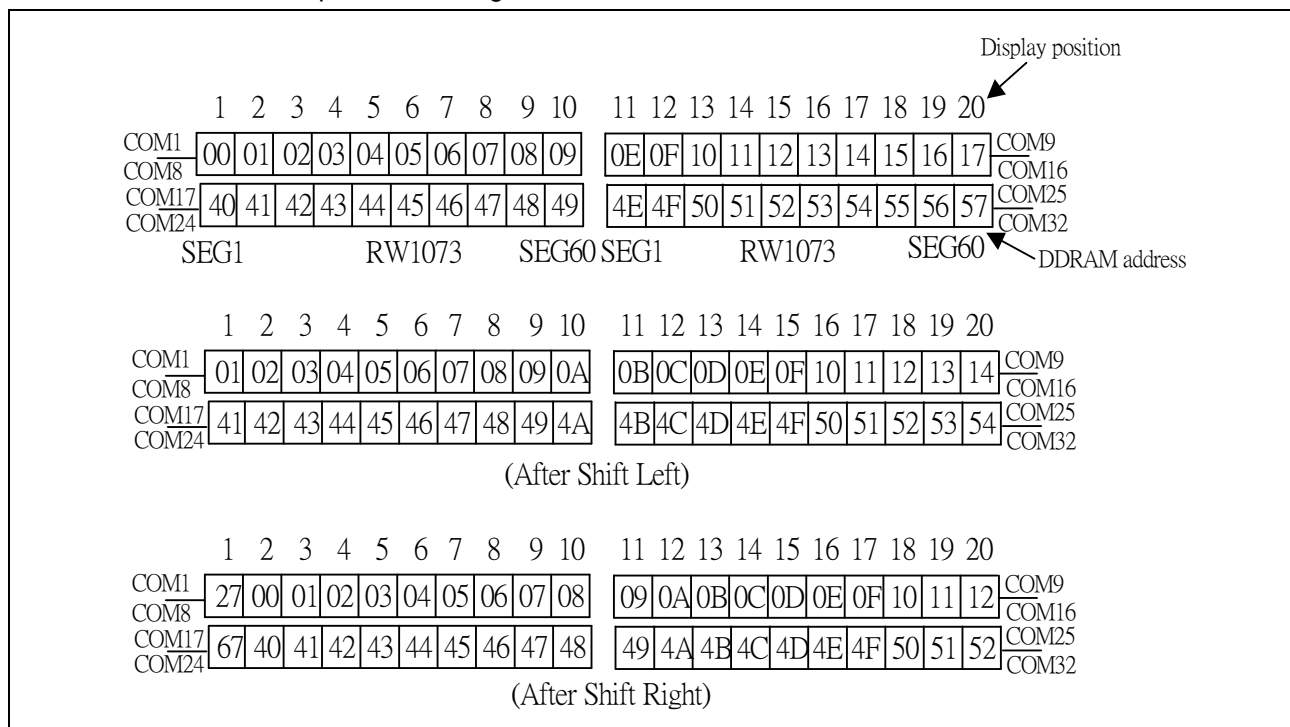 Display position
1 2 3 4 5 6 7 8 9 10 11 12 13 14 15 16 17 18 19 20
COM1 00 01 02 03 04 05 06 07 08 09 0E 0F 10 11 12 13 14 15 16 17 COM9
COM8 COM16
COM17 40 41 42 43 44 45 46 47 48 49 4E 4F 50 51 52 53 54 55 56 57 COM25
COM24 COM32
SEG1 RW1073 SEG60 SEG1 RW1073 SEG60 DDRAM address
1 2 3 4 5 6 7 8 9 10 11 12 13 14 15 16 17 18 19 20
COM1 01 02 03 04 05 06 07 08 09 0A 0B 0C 0D 0E 0F 10 11 12 13 14 COM9
COM8 COM16
COM17 41 42 43 44 45 46 47 48 49 4A 4B 4C 4D 4E 4F 50 51 52 53 54 COM25
COM24 COM32
(After Shift Left)
1 2 3 4 5 6 7 8 9 10 11 12 13 14 15 16 17 18 19 20
COM1 27 00 01 02 03 04 05 06 07 08 09 0A 0B 0C 0D 0E 0F 10 11 12 COM9
COM8 COM16
COM17 67 40 41 42 43 44 45 46 47 48 49 4A 4B 4C 4D 4E 4F 50 51 52 COM25
COM24 COM32
(After Shift Right)